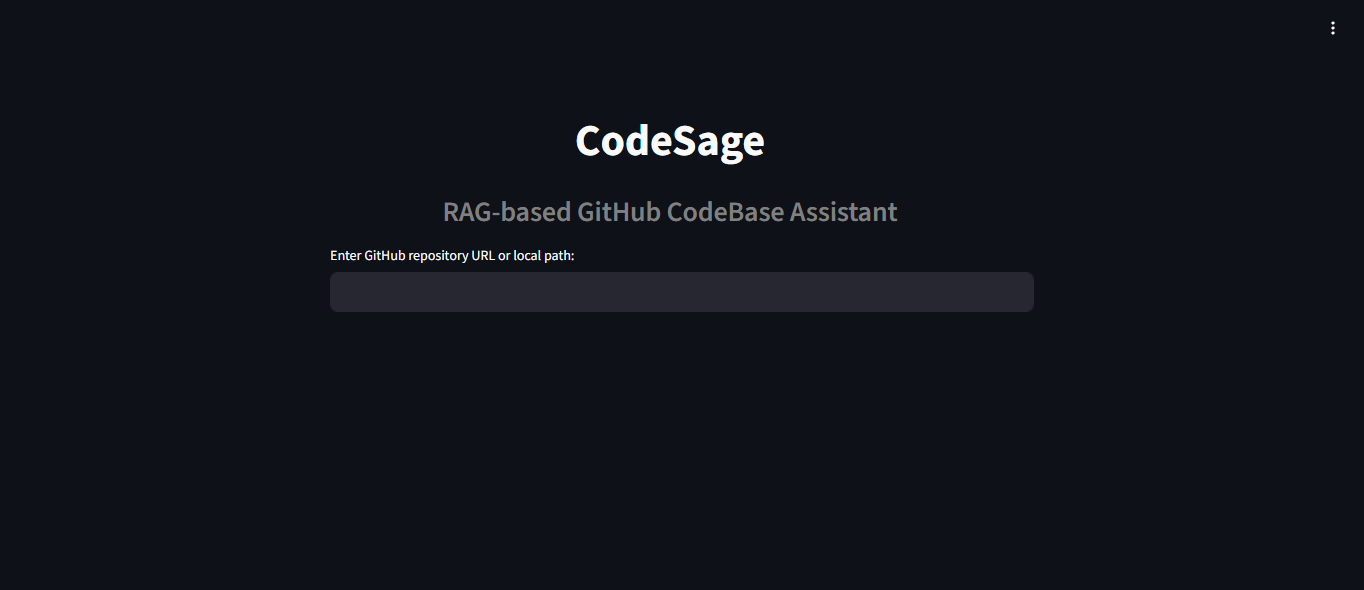 CodeSage
RAG-based GitHub CodeBase Assistant
Enter GitHub repository URL or local path: